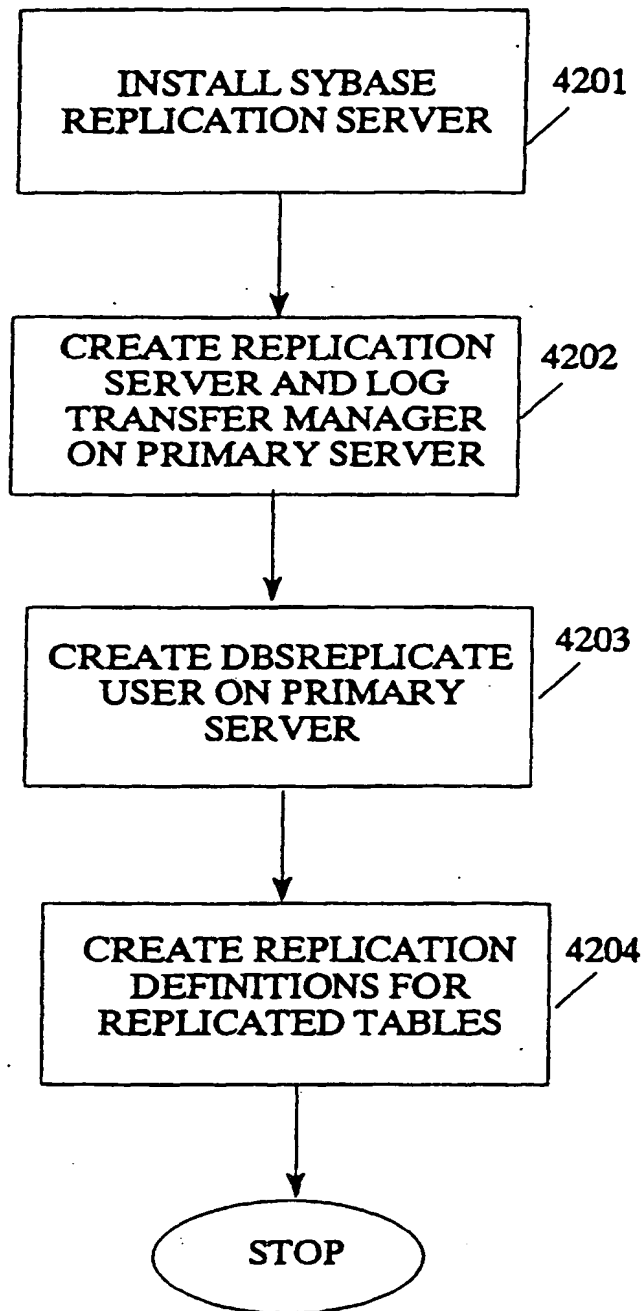 INSTALL SYBASE
REPLICATION SERVER
4201
CREATE REPLICATION
SERVER AND LOG
TRANSFER MANAGER
ON PRIMARY SERVER
4202
CREATE DBSREPLICATE
USER ON PRIMARY
SERVER
4203
CREATE REPLICATION
DEFINITIONS FOR
REPLICATED TABLES
4204
STOP